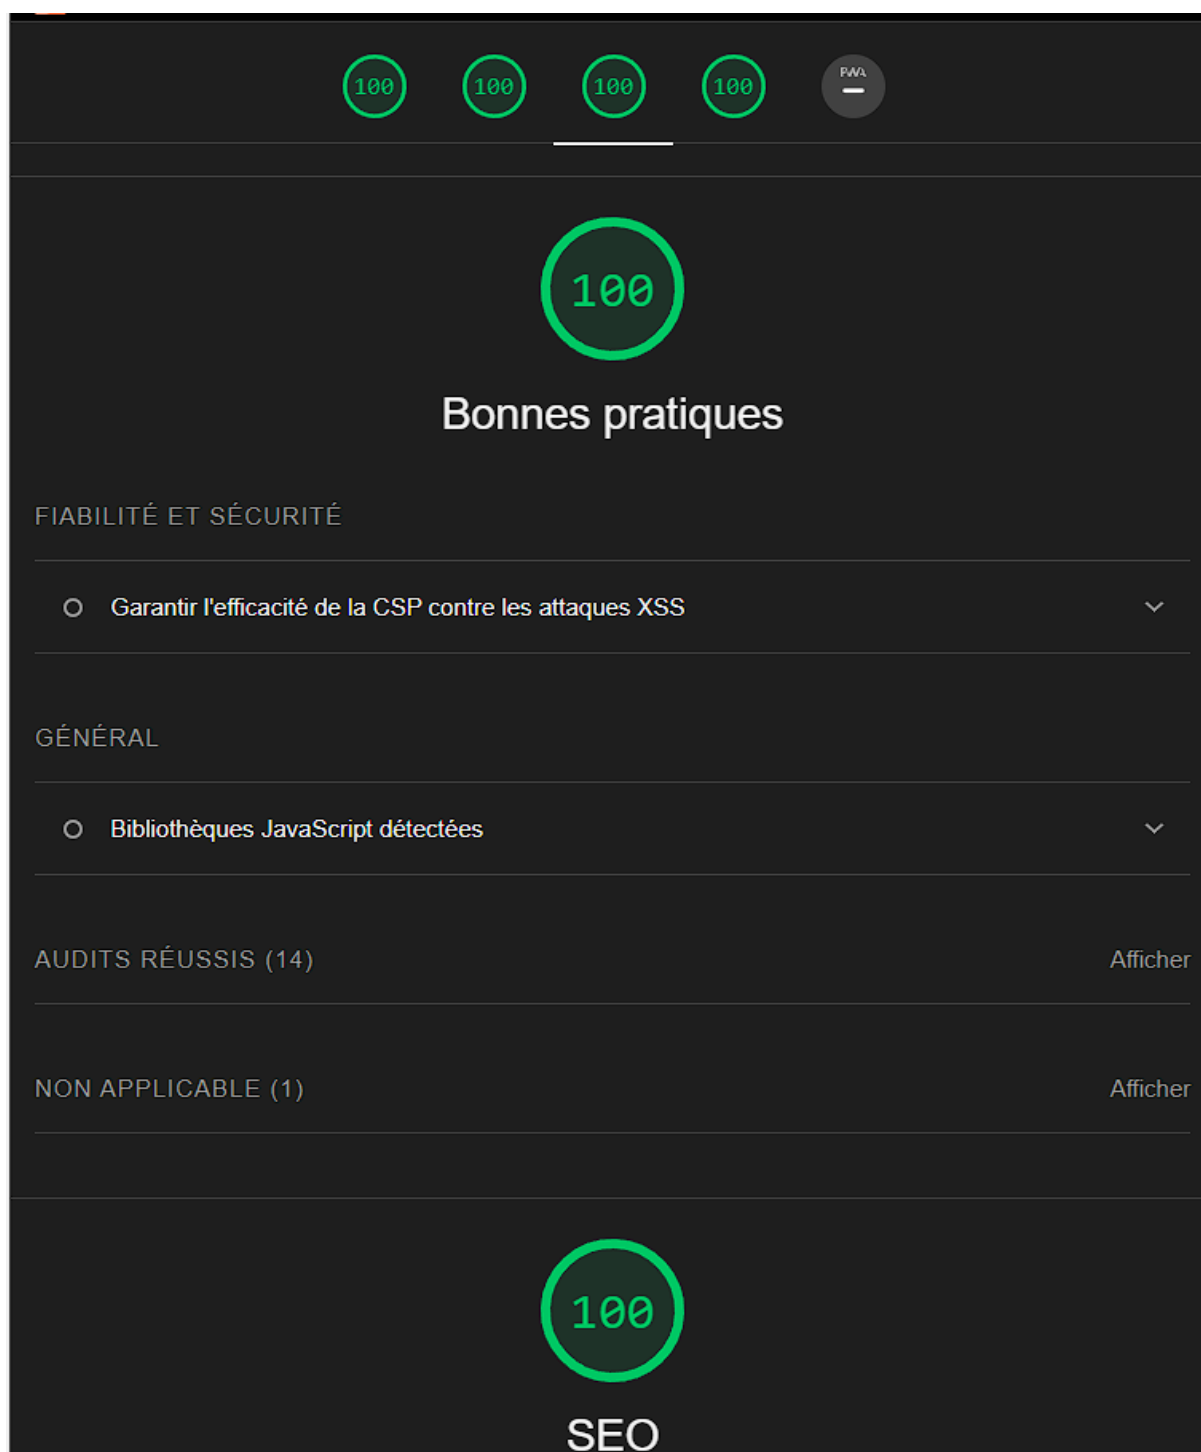 100 100 100 100 PWA
100
Bonnes pratiques
FIABILITÉ ET SÉCURITÉ
Garantir l'efficacité de la CSP contre les attaques XSS
GÉNÉRAL
Bibliothèques JavaScript détectées
AUDITS RÉUSSIS (14) Afficher
NON APPLICABLE (1) Afficher
100
SEO